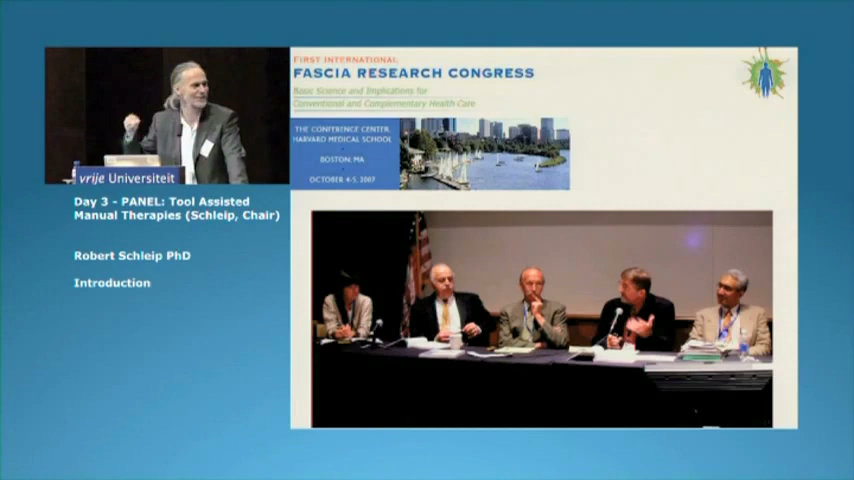 FIRST INTERNATIONAL
FASCIA RESEARCH CONGRESS
Basic Science and Implications for
Conventional and Complementary Health Care
THE CONFERENCE CENTER
HARVARD MEDICAL SCHOOL
BOSTON, MA
OCTOBER 4-5, 2007
vrije Universiteit
Day 3 - PANEL: Tool Assisted
Manual Therapies (Schleip, Chair)
Robert Schleip PhD
Introduction